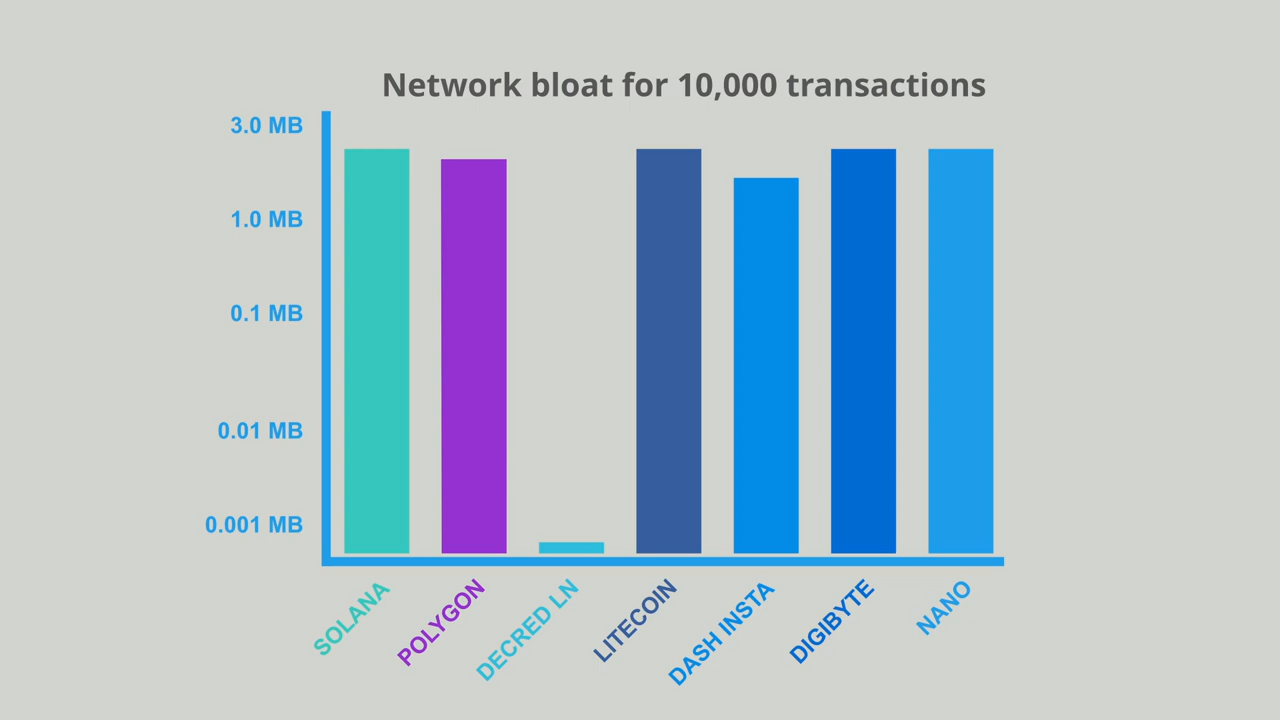 Network bloat for 10,000 transactions
3.0 MB
1.0 MB
0.1 MB
0.01 MB
0.001 MB
SOLANA
POLYGON
DECRED LN
LITECOIN
DASH INSTA
DIGIBYTE
NANO